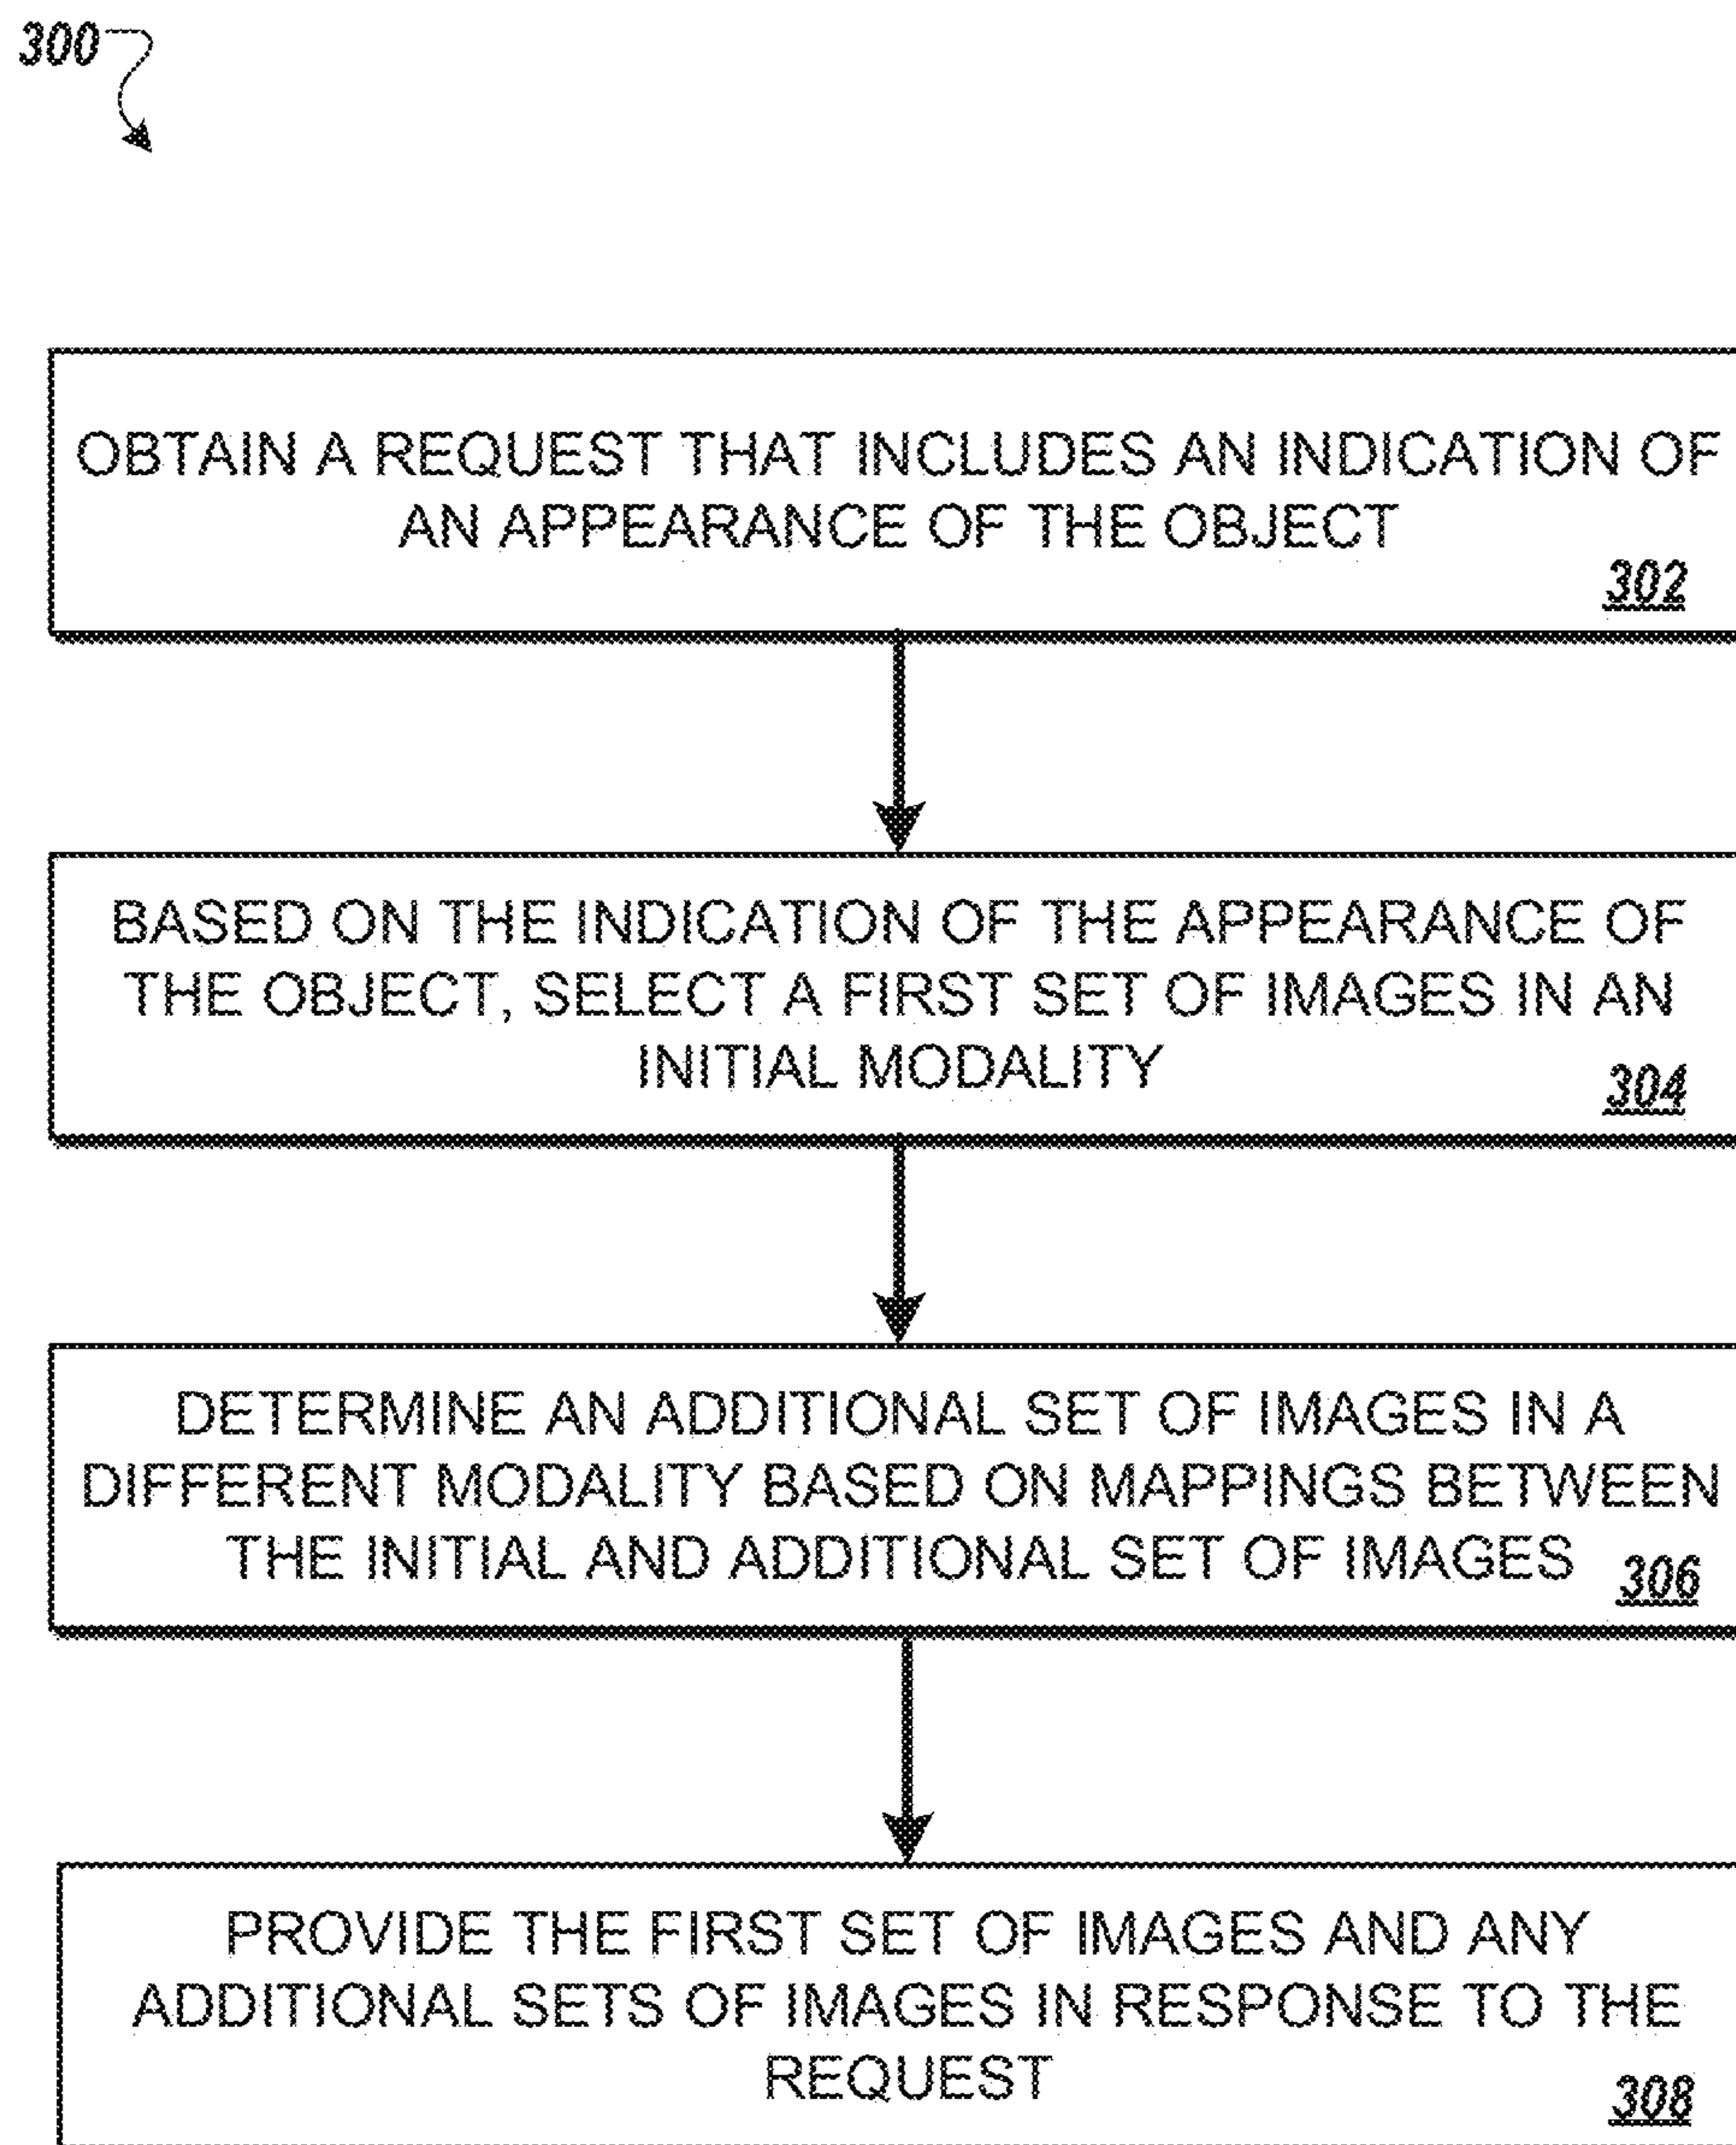 300
OBTAIN A REQUEST THAT INCLUDES AN INDICATION OF
AN APPEARANCE OF THE OBJECT
302
BASED ON THE INDICATION OF THE APPEARANCE OF
THE OBJECT, SELECT A FIRST SET OF IMAGES IN AN
INITIAL MODALITY
304
DETERMINE AN ADDITIONAL SET OF IMAGES IN A
DIFFERENT MODALITY BASED ON MAPPINGS BETWEEN
THE INITIAL AND ADDITIONAL SET OF IMAGES
306
PROVIDE THE FIRST SET OF IMAGES AND ANY
ADDITIONAL SETS OF IMAGES IN RESPONSE TO THE
REQUEST
308